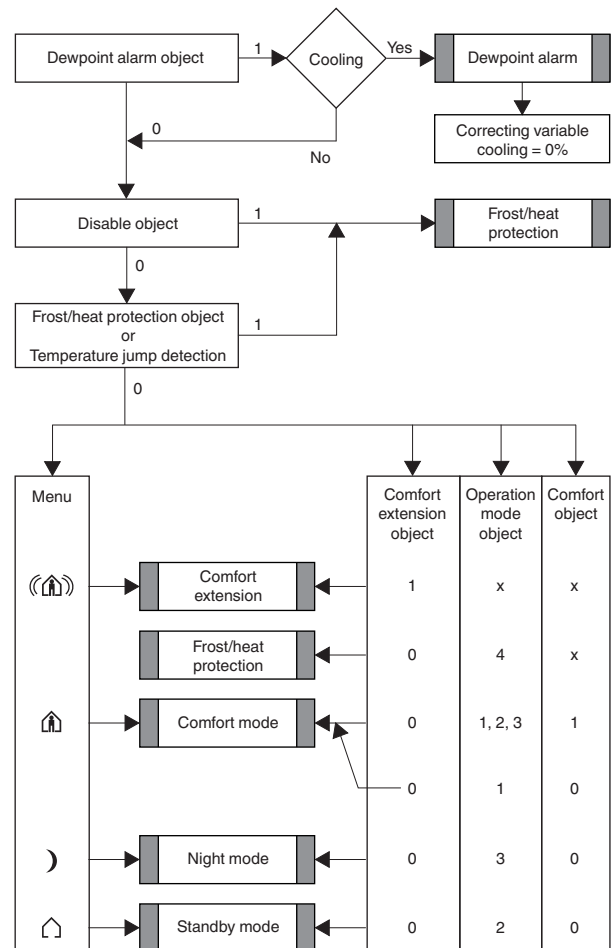 Dewpoint alarm object
1
Cooling
Yes
Dewpoint alarm
Correcting variable
cooling = 0%
0
No
Disable object
1
Frost/heat
protection
0
Frost/heat protection object
or
Temperature jump detection
1
0
Menu
Comfort
extension
object
Operation
mode
object
Comfort
object
Comfort
extension
1 x x
Frost/heat
protection
0 4 x
Comfort mode
0 1, 2, 3 1
0 1 0
Night mode
0 3 0
Standby mode
0 2 0